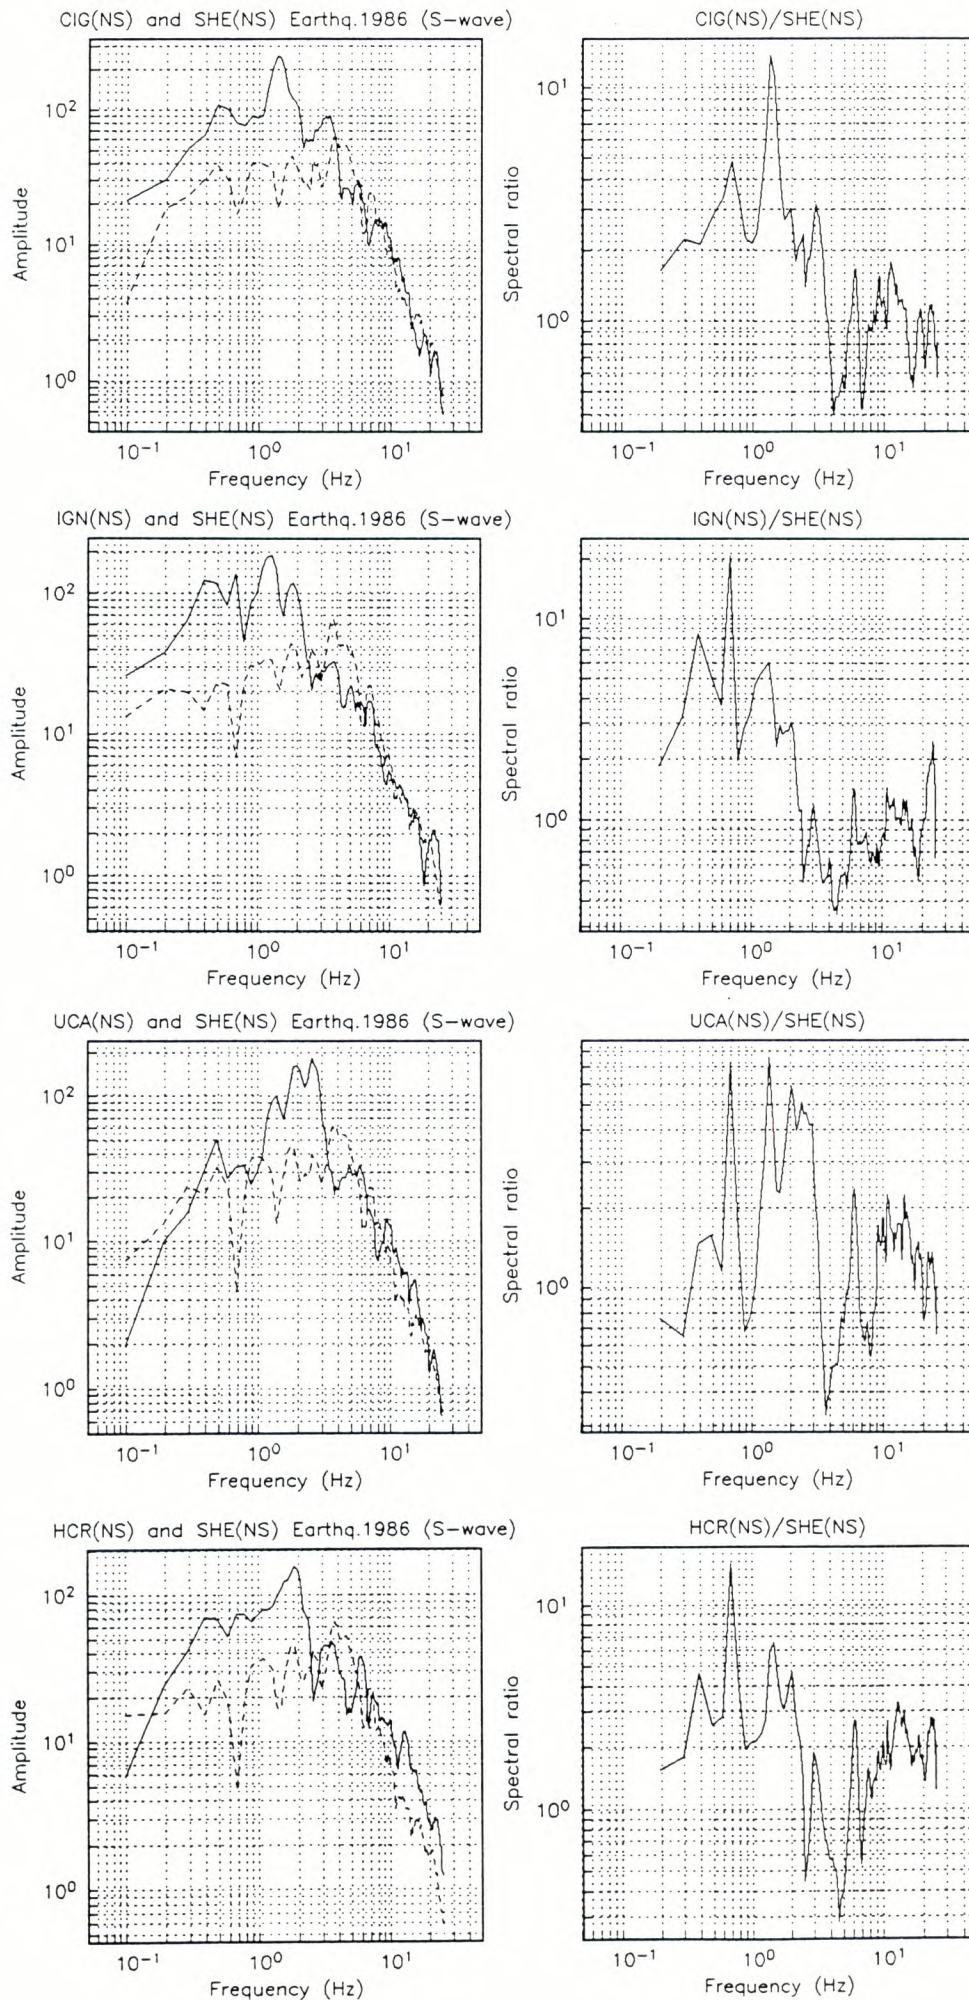 CIG(NS) and SHE(NS) Earthq.1986 (S-wave)
Amplitude
10²
10¹
10⁰
10⁻¹ 10⁰ 10¹
Frequency (Hz)
CIG(NS)/SHE(NS)
Spectral ratio
10¹
10⁰
10⁻¹ 10⁰ 10¹
Frequency (Hz)
IGN(NS) and SHE(NS) Earthq.1986 (S-wave)
Amplitude
10²
10¹
10⁰
10⁻¹ 10⁰ 10¹
Frequency (Hz)
IGN(NS)/SHE(NS)
Spectral ratio
10¹
10⁰
10⁻¹ 10⁰ 10¹
Frequency (Hz)
UCA(NS) and SHE(NS) Earthq.1986 (S-wave)
Amplitude
10²
10¹
10⁰
10⁻¹ 10⁰ 10¹
Frequency (Hz)
UCA(NS)/SHE(NS)
Spectral ratio
10⁰
10⁻¹ 10⁰ 10¹
Frequency (Hz)
HCR(NS) and SHE(NS) Earthq.1986 (S-wave)
Amplitude
10²
10¹
10⁰
10⁻¹ 10⁰ 10¹
Frequency (Hz)
HCR(NS)/SHE(NS)
Spectral ratio
10¹
10⁰
10⁻¹ 10⁰ 10¹
Frequency (Hz)